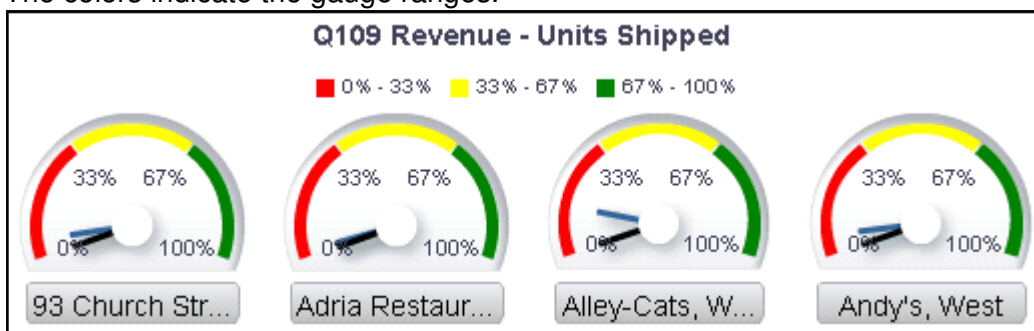 The colors indicate the gauge ranges.
Q109 Revenue - Units Shipped
0% - 33% 33% - 67% 67% - 100%
33% 67% 33% 67% 33% 67% 33% 67%
0% 100% 0% 100% 0% 100% 0% 100%
93 Church Str... Adria Restaur... Alley-Cats, W... Andy's, West